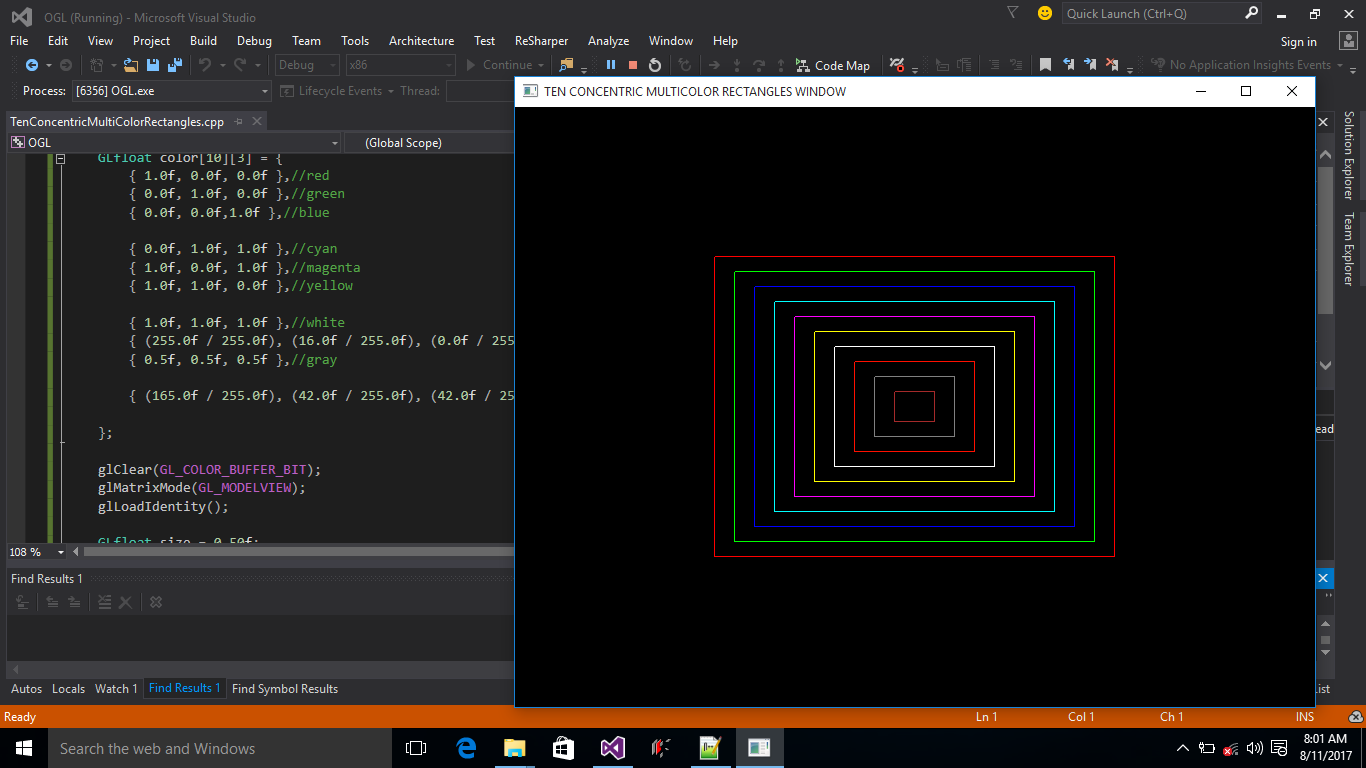 OGL (Running) - Microsoft Visual Studio
Quick Launch (Ctrl+Q)
File Edit View Project Build Debug Team Tools Architecture Test ReSharper Analyze Window Help
Sign in
Debug x86 Continue Code Map No Application Insights Events
Process: [6356] OGL.exe Lifecycle Events Thread:
TEN CONCENTRIC MULTICOLOR RECTANGLES WINDOW
TenConcentricMultiColorRectangles.cpp
OGL (Global Scope)
GLfloat color[10][3] = {
{ 1.0f, 0.0f, 0.0f },//red
{ 0.0f, 1.0f, 0.0f },//green
{ 0.0f, 0.0f,1.0f },//blue
{ 0.0f, 1.0f, 1.0f },//cyan
{ 1.0f, 0.0f, 1.0f },//magenta
{ 1.0f, 1.0f, 0.0f },//yellow
{ 1.0f, 1.0f, 1.0f },//white
{ (255.0f / 255.0f), (16.0f / 255.0f), (0.0f / 255
{ 0.5f, 0.5f, 0.5f },//gray
{ (165.0f / 255.0f), (42.0f / 255.0f), (42.0f / 25
};
glClear(GL_COLOR_BUFFER_BIT);
glMatrixMode(GL_MODELVIEW);
glLoadIdentity();
GLfloat size = 0.50f;
108 %
Solution Explorer
Team Explorer
ead
Find Results 1
Autos Locals Watch 1 Find Results 1 Find Symbol Results
ist
Ready Ln 1 Col 1 Ch 1 INS
Search the web and Windows
8:01 AM
8/11/2017